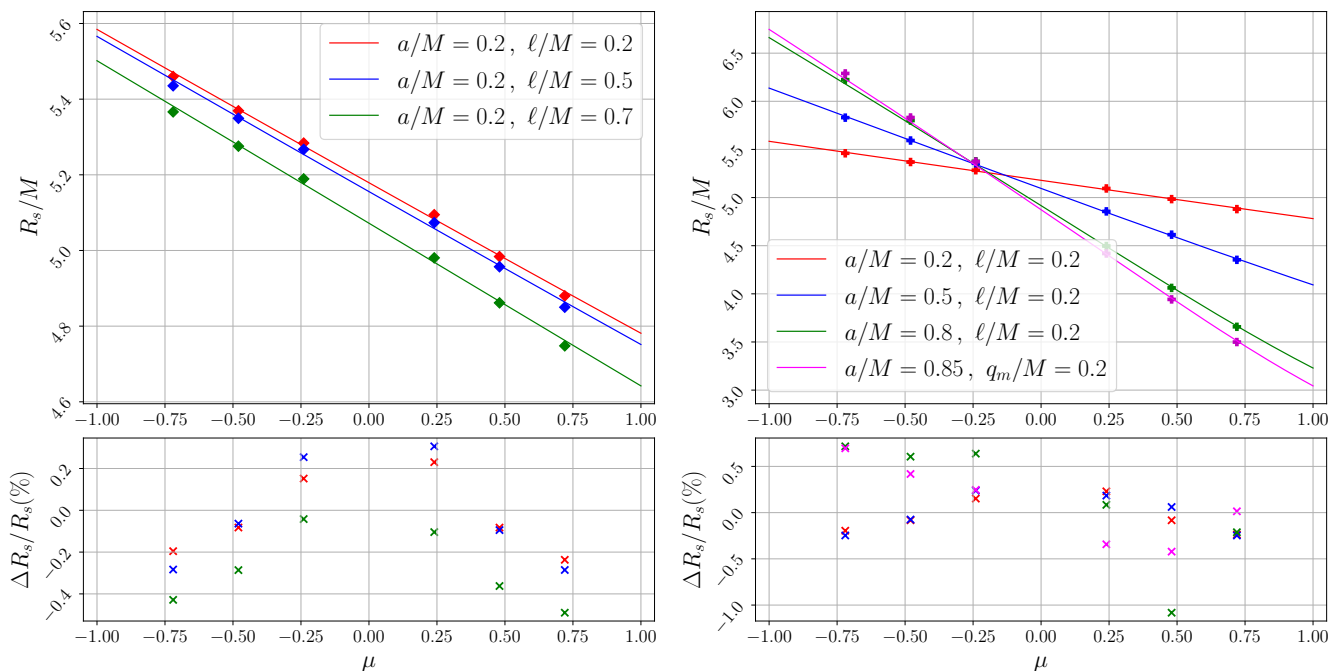 5.6
5.4
5.2
5.0
4.8
4.6
R_s/M
a/M = 0.2, ℓ/M = 0.2
a/M = 0.2, ℓ/M = 0.5
a/M = 0.2, ℓ/M = 0.7
−1.00 −0.75 −0.50 −0.25 0.00 0.25 0.50 0.75 1.00
0.2
0.0
−0.2
−0.4
ΔR_s/R_s(%)
−1.00 −0.75 −0.50 −0.25 0.00 0.25 0.50 0.75 1.00
μ
6.5
6.0
5.5
5.0
4.5
4.0
3.5
3.0
R_s/M
a/M = 0.2, ℓ/M = 0.2
a/M = 0.5, ℓ/M = 0.2
a/M = 0.8, ℓ/M = 0.2
a/M = 0.85, q_m/M = 0.2
−1.00 −0.75 −0.50 −0.25 0.00 0.25 0.50 0.75 1.00
0.5
0.0
−0.5
−1.0
ΔR_s/R_s(%)
−1.00 −0.75 −0.50 −0.25 0.00 0.25 0.50 0.75 1.00
μ